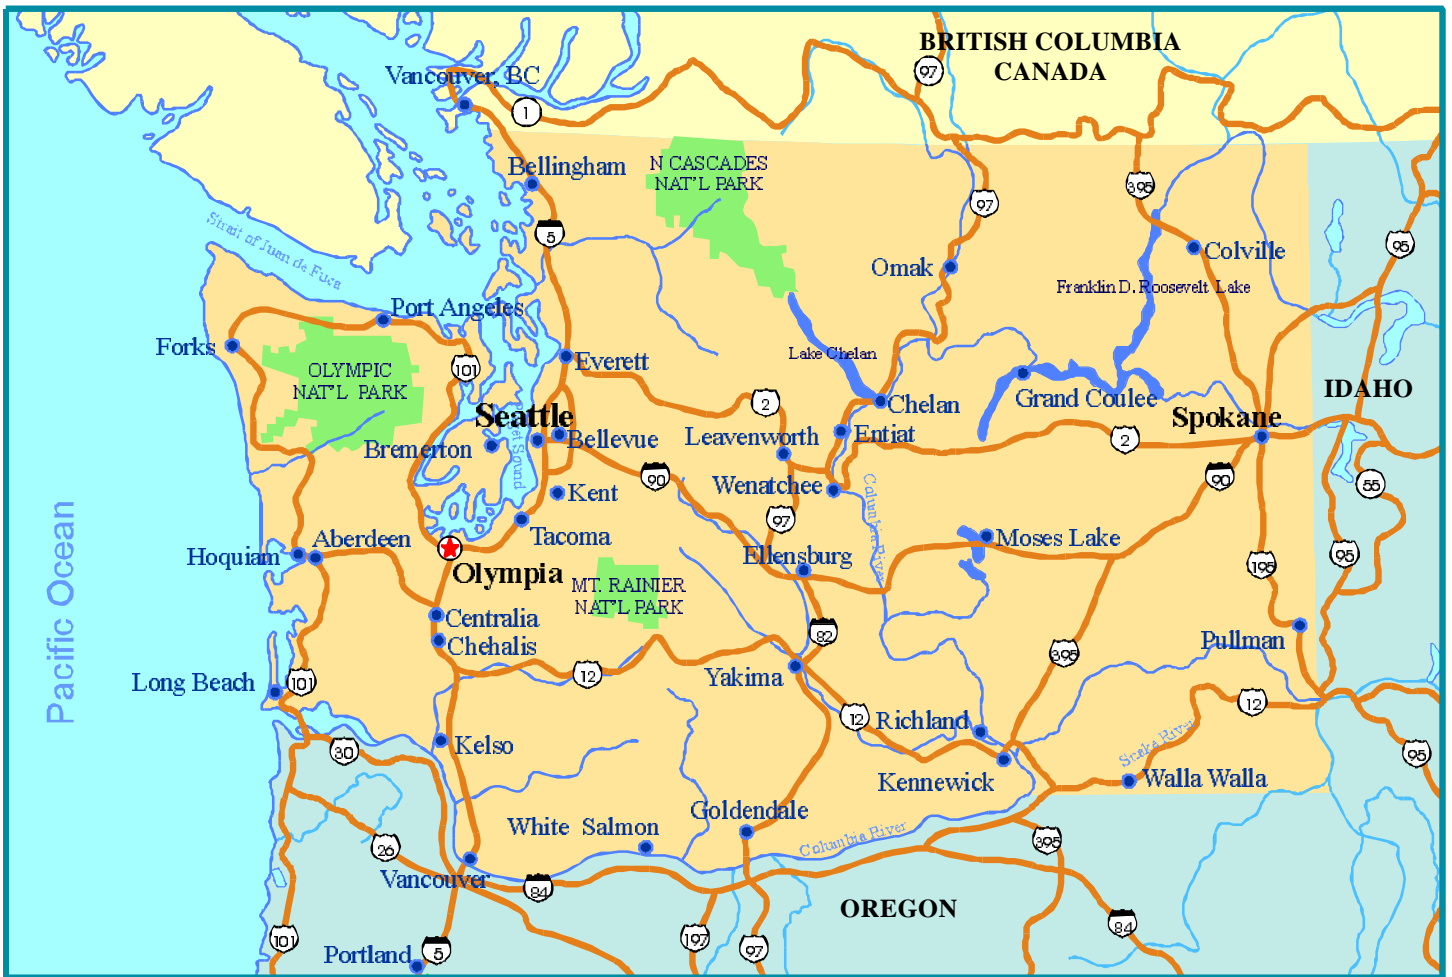 BRITISH COLUMBIA
CANADA
97
Vancouver, BC
1
Bellingham
N CASCADES
NAT'L PARK
395
97
Strait of Juan de Fuca
5
95
Colville
Omak
Franklin D. Roosevelt Lake
Port Angeles
Forks
Everett
Lake Chelan
OLYMPIC
NAT'L PARK
101
IDAHO
Grand Coulee
2
Chelan
Seattle
Spokane
Bellevue
Leavenworth
Entiat
2
Bremerton
90
90
Wenatchee
55
Kent
Columbia River
97
Tacoma
Moses Lake
Aberdeen
Hoquiam
Ellensburg
95
195
Olympia
MT. RAINIER
NAT'L PARK
Pacific Ocean
Centralia
82
Chehalis
Pullman
395
12
Yakima
Long Beach
101
12
12
Richland
Kelso
30
Snake River
95
Kennewick
Walla Walla
Goldendale
White Salmon
Columbia River
395
26
Vancouver
84
OREGON
84
101
197
97
5
Portland